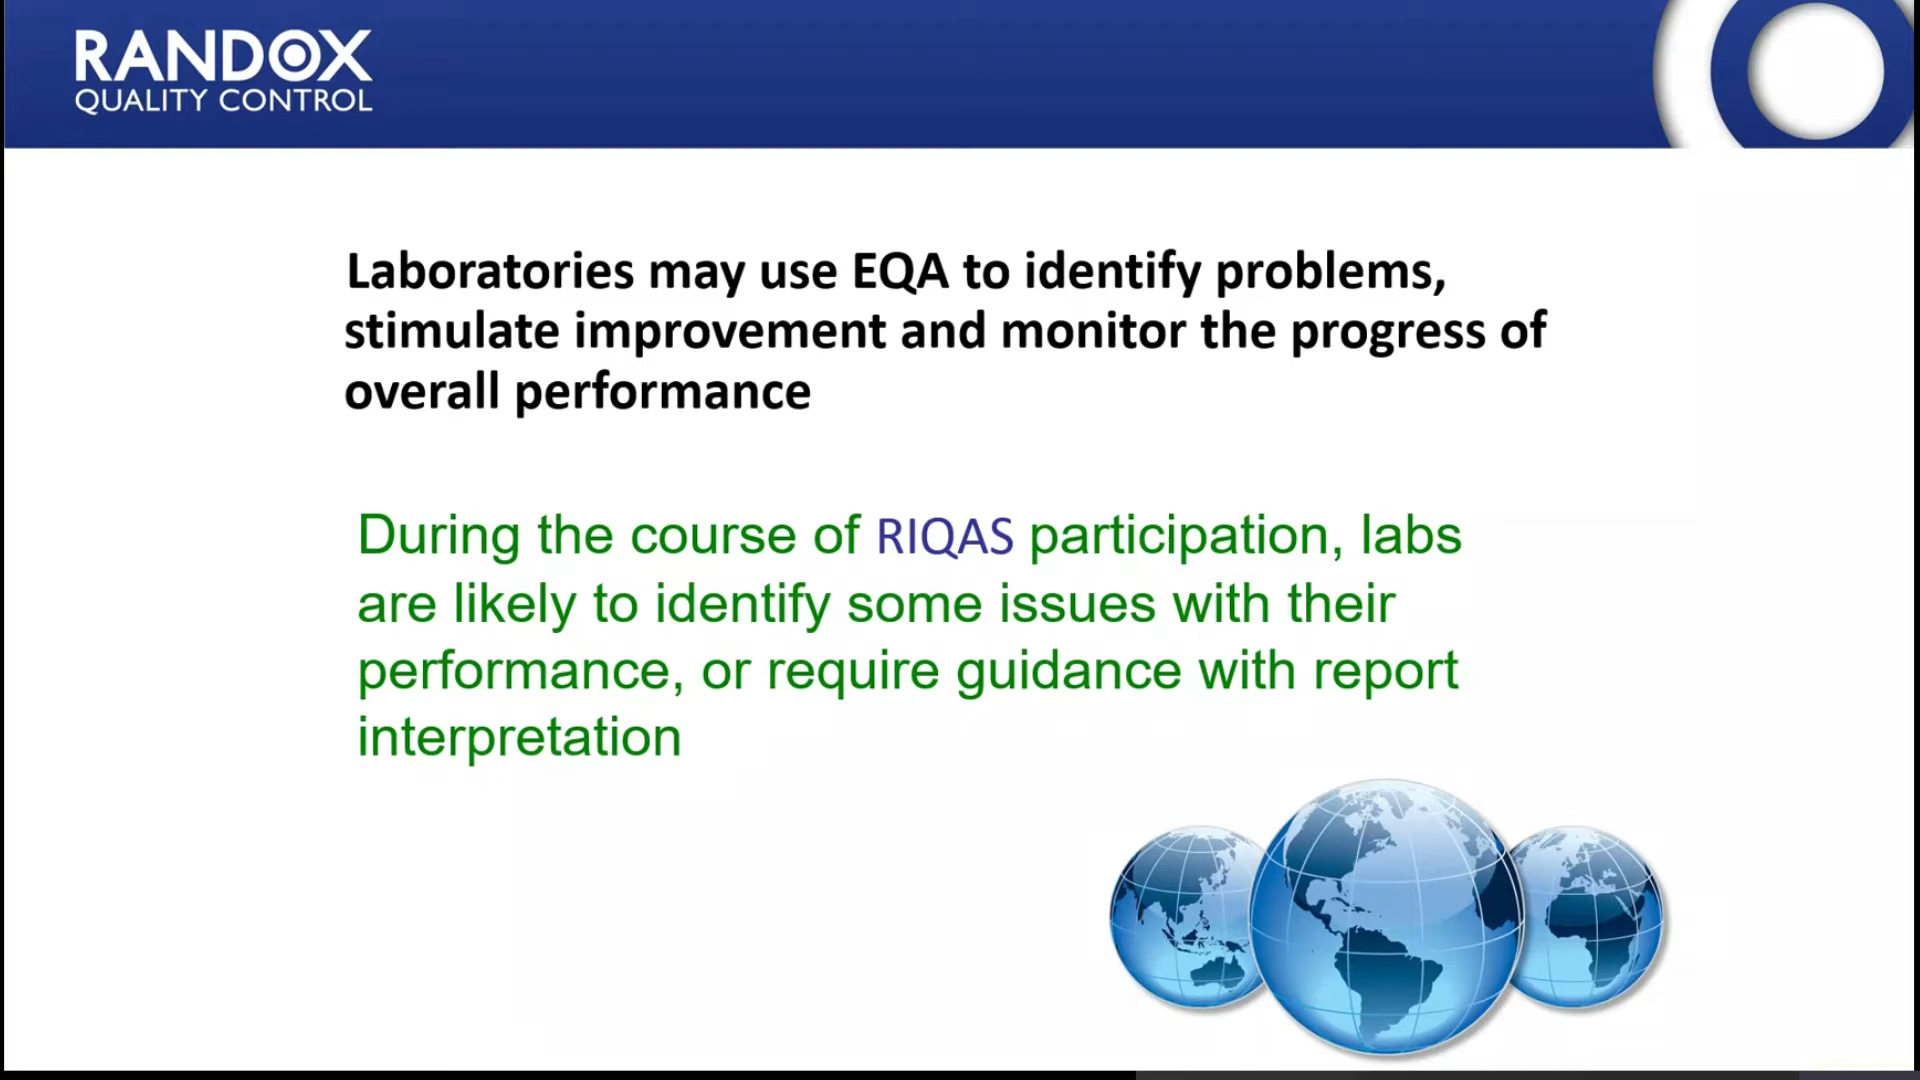 RANDOX
QUALITY CONTROL
Laboratories may use EQA to identify problems,
stimulate improvement and monitor the progress of
overall performance
During the course of RIQAS participation, labs
are likely to identify some issues with their
performance, or require guidance with report
interpretation